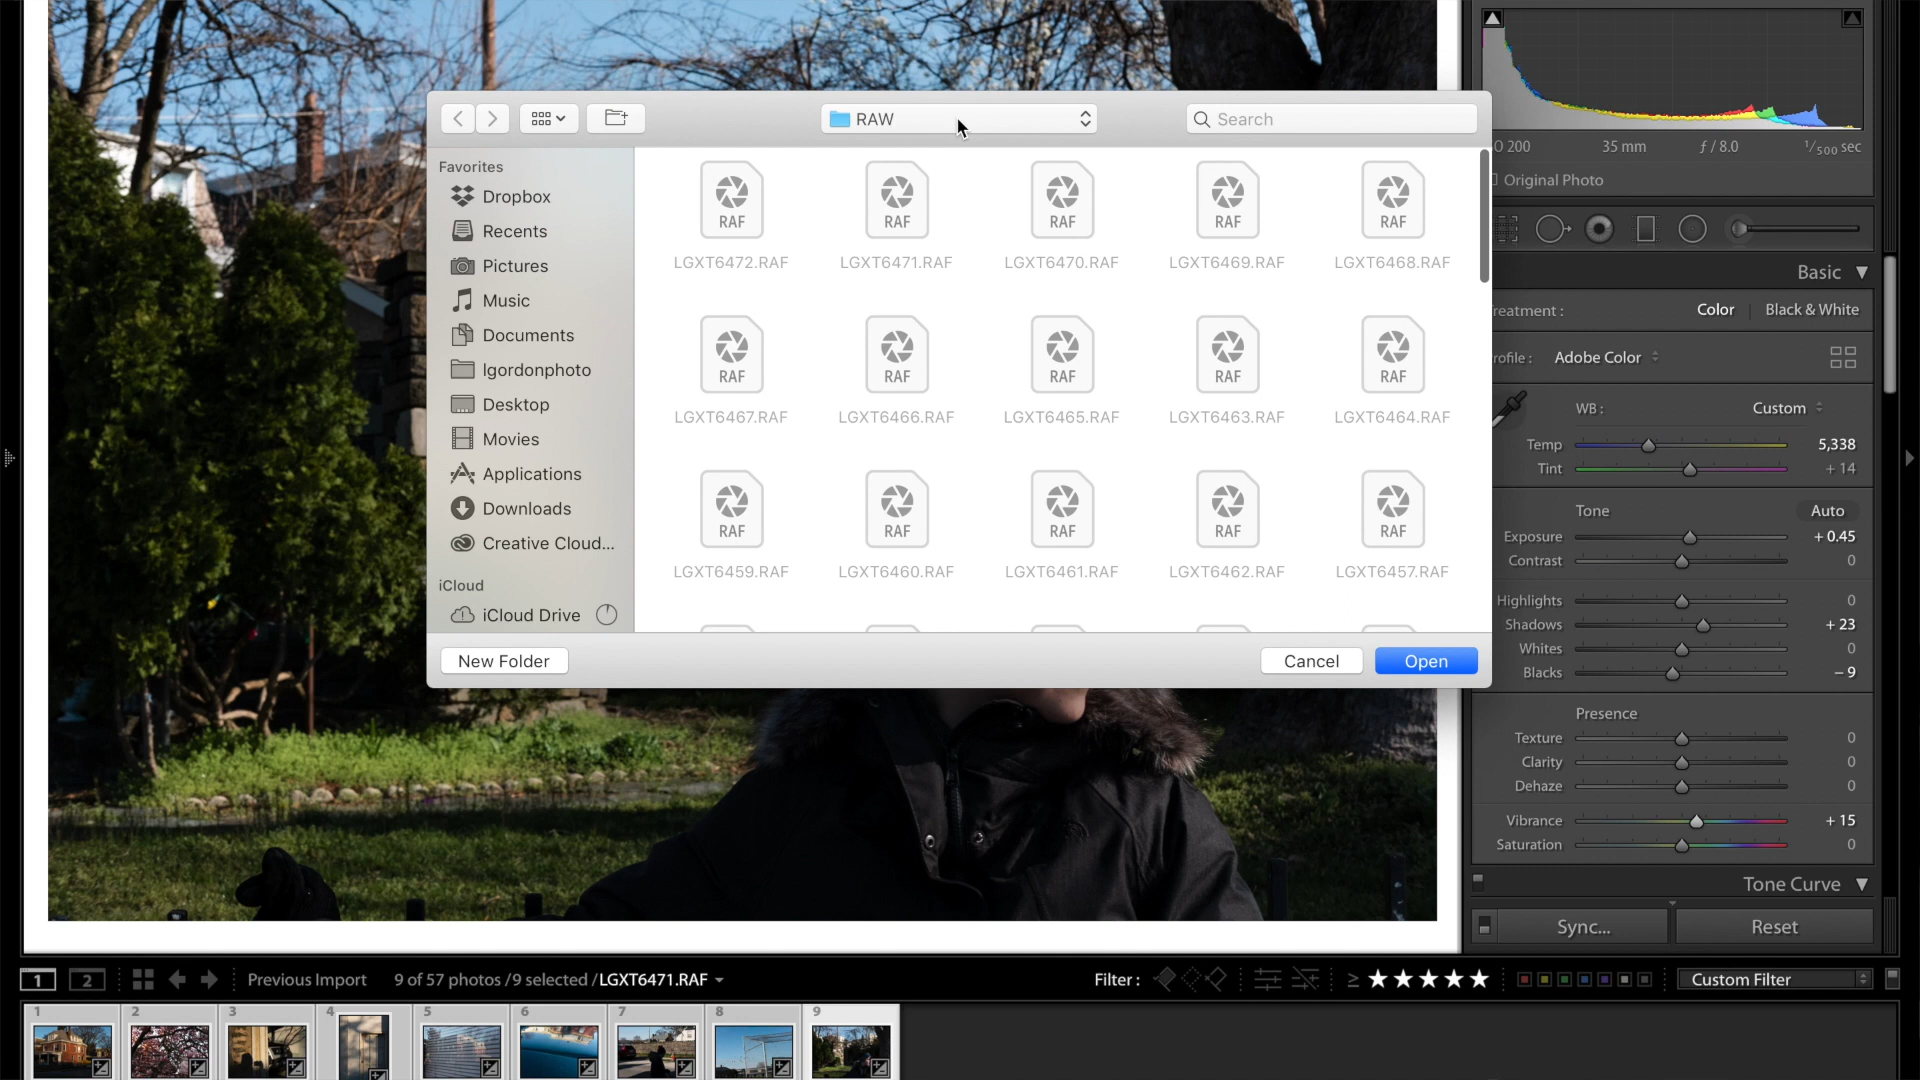 RAW
Search
Favorites
Dropbox
Recents
Pictures
Music
Documents
lgordonphoto
Desktop
Movies
Applications
Downloads
Creative Cloud...
iCloud
iCloud Drive
RAF RAF RAF RAF RAF
LGXT6472.RAF LGXT6471.RAF LGXT6470.RAF LGXT6469.RAF LGXT6468.RAF
RAF RAF RAF RAF RAF
LGXT6467.RAF LGXT6466.RAF LGXT6465.RAF LGXT6463.RAF LGXT6464.RAF
RAF RAF RAF RAF RAF
LGXT6459.RAF LGXT6460.RAF LGXT6461.RAF LGXT6462.RAF LGXT6457.RAF
New Folder Cancel Open
O 200 35 mm ƒ / 8.0 1/500 sec
Original Photo
Basic
reatment : Color Black & White
rofile : Adobe Color
WB : Custom
Temp 5,338
Tint + 14
Tone Auto
Exposure + 0.45
Contrast 0
Highlights 0
Shadows + 23
Whites 0
Blacks – 9
Presence
Texture 0
Clarity 0
Dehaze 0
Vibrance + 15
Saturation 0
Tone Curve
Sync... Reset
1 2 Previous Import 9 of 57 photos /9 selected /LGXT6471.RAF Filter : ≥ ★★★★★ Custom Filter
1 2 3 4 5 6 7 8 9